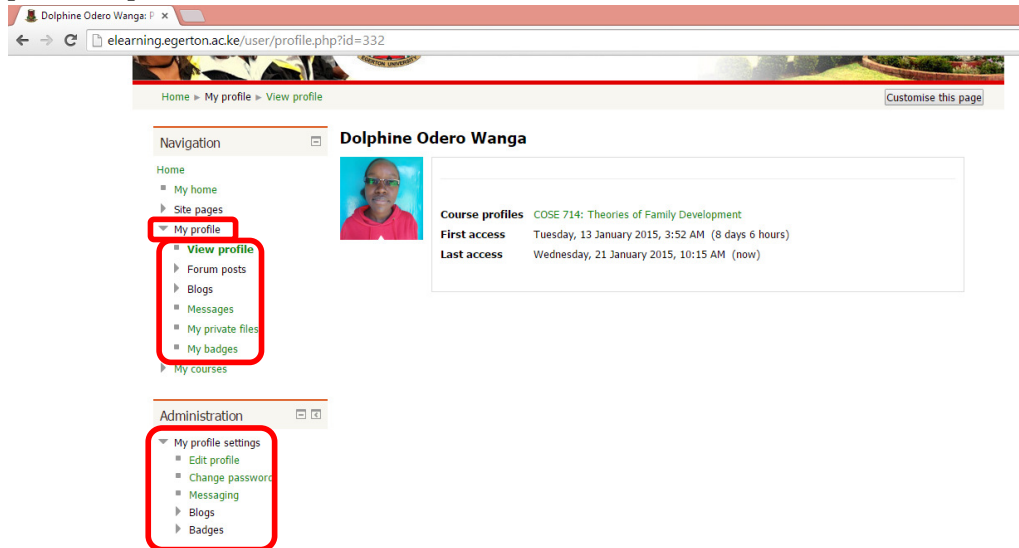 Dolphine Odero Wanga: P
elearning.egerton.ac.ke/user/profile.php?id=332
EGERTON UNIVERSITY
Home ► My profile ► View profile
Customise this page
Navigation
Home
My home
Site pages
My profile
View profile
Forum posts
Blogs
Messages
My private files
My badges
My courses
Dolphine Odero Wanga
Course profiles COSE 714: Theories of Family Development
First access Tuesday, 13 January 2015, 3:52 AM (8 days 6 hours)
Last access Wednesday, 21 January 2015, 10:15 AM (now)
Administration
My profile settings
Edit profile
Change password
Messaging
Blogs
Badges